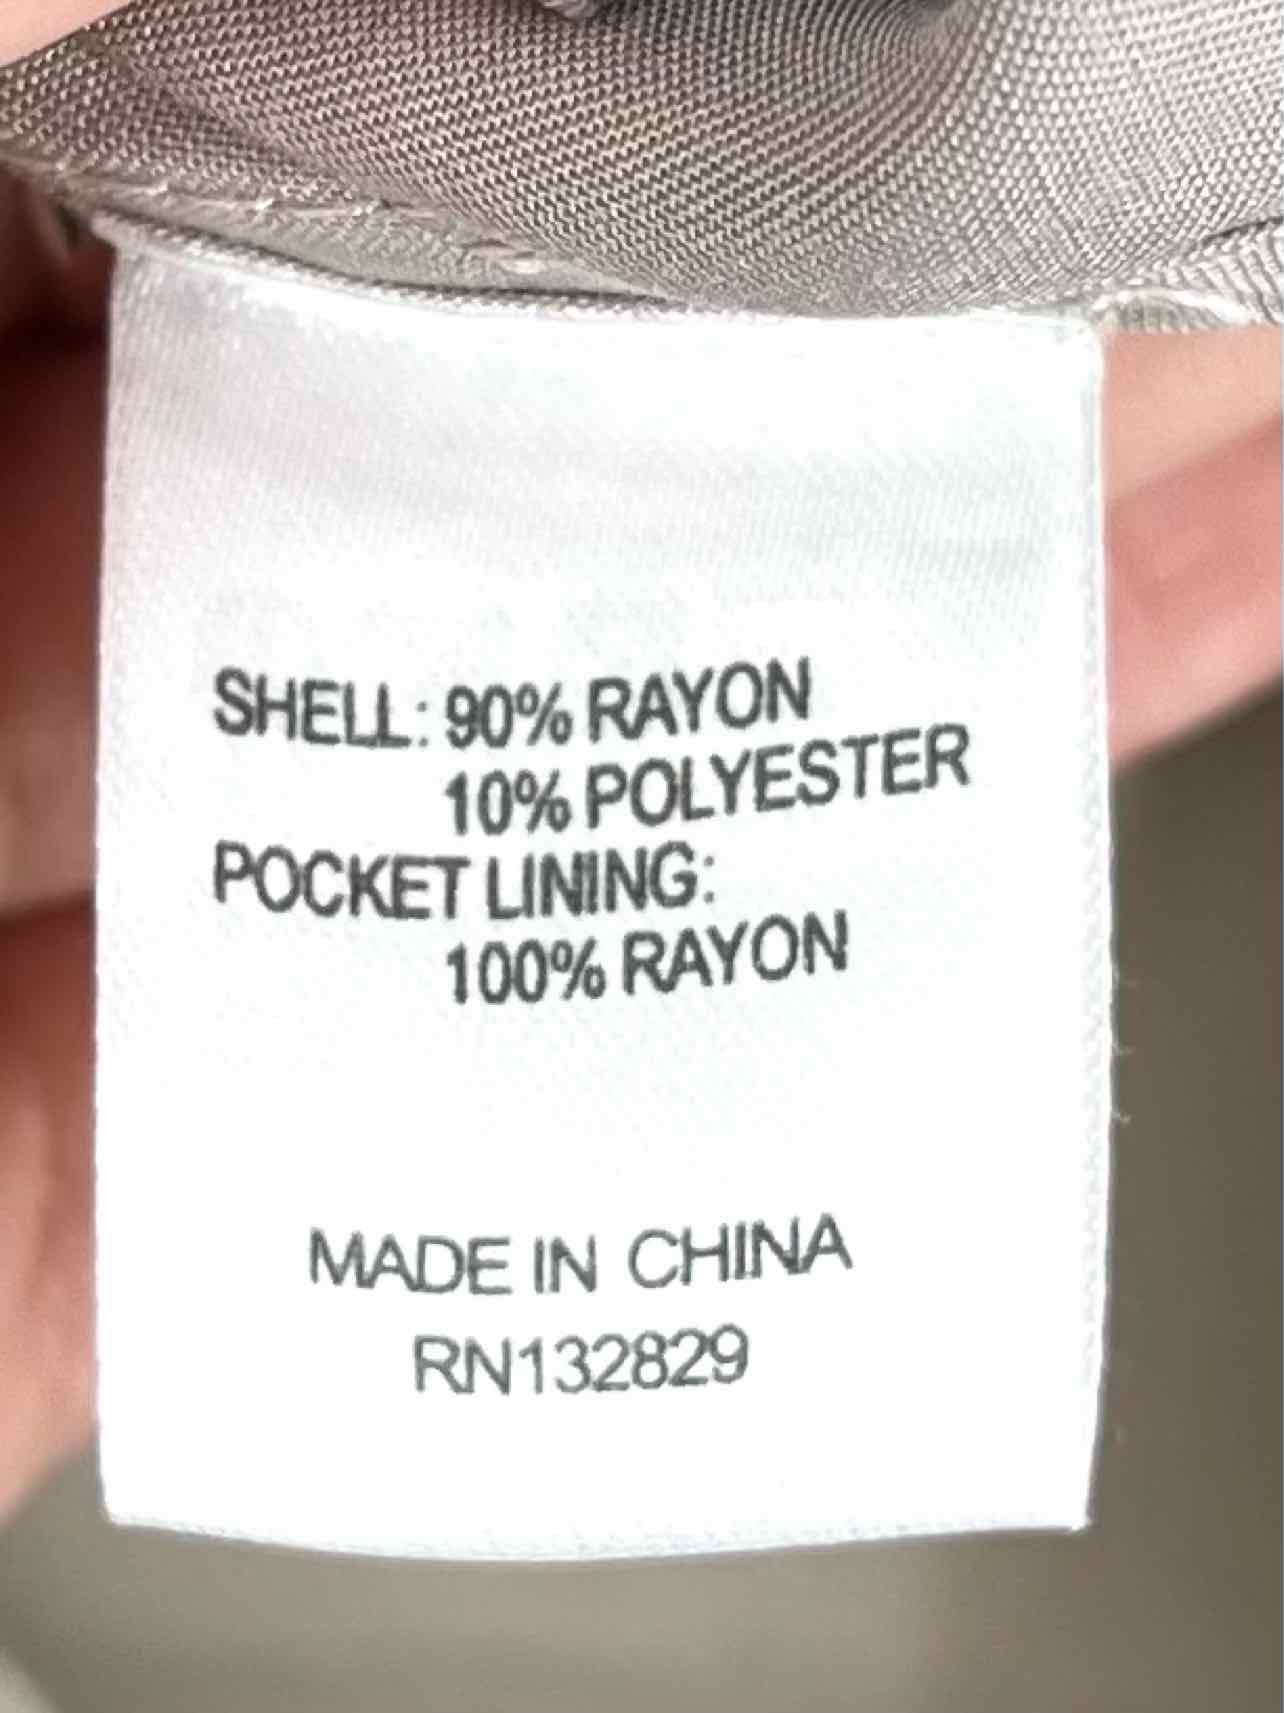 SHELL: 90% RAYON
10% POLYESTER
POCKET LINING:
100% RAYON
MADE IN CHINA
RN132829